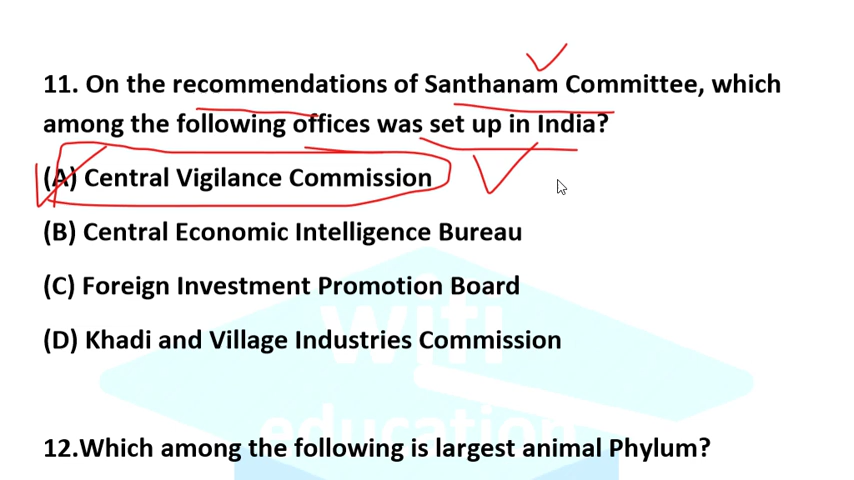 11. On the recommendations of Santhanam Committee, which
among the following offices was set up in India?
(A) Central Vigilance Commission
(B) Central Economic Intelligence Bureau
(C) Foreign Investment Promotion Board
(D) Khadi and Village Industries Commission
wifi
education
12.Which among the following is largest animal Phylum?